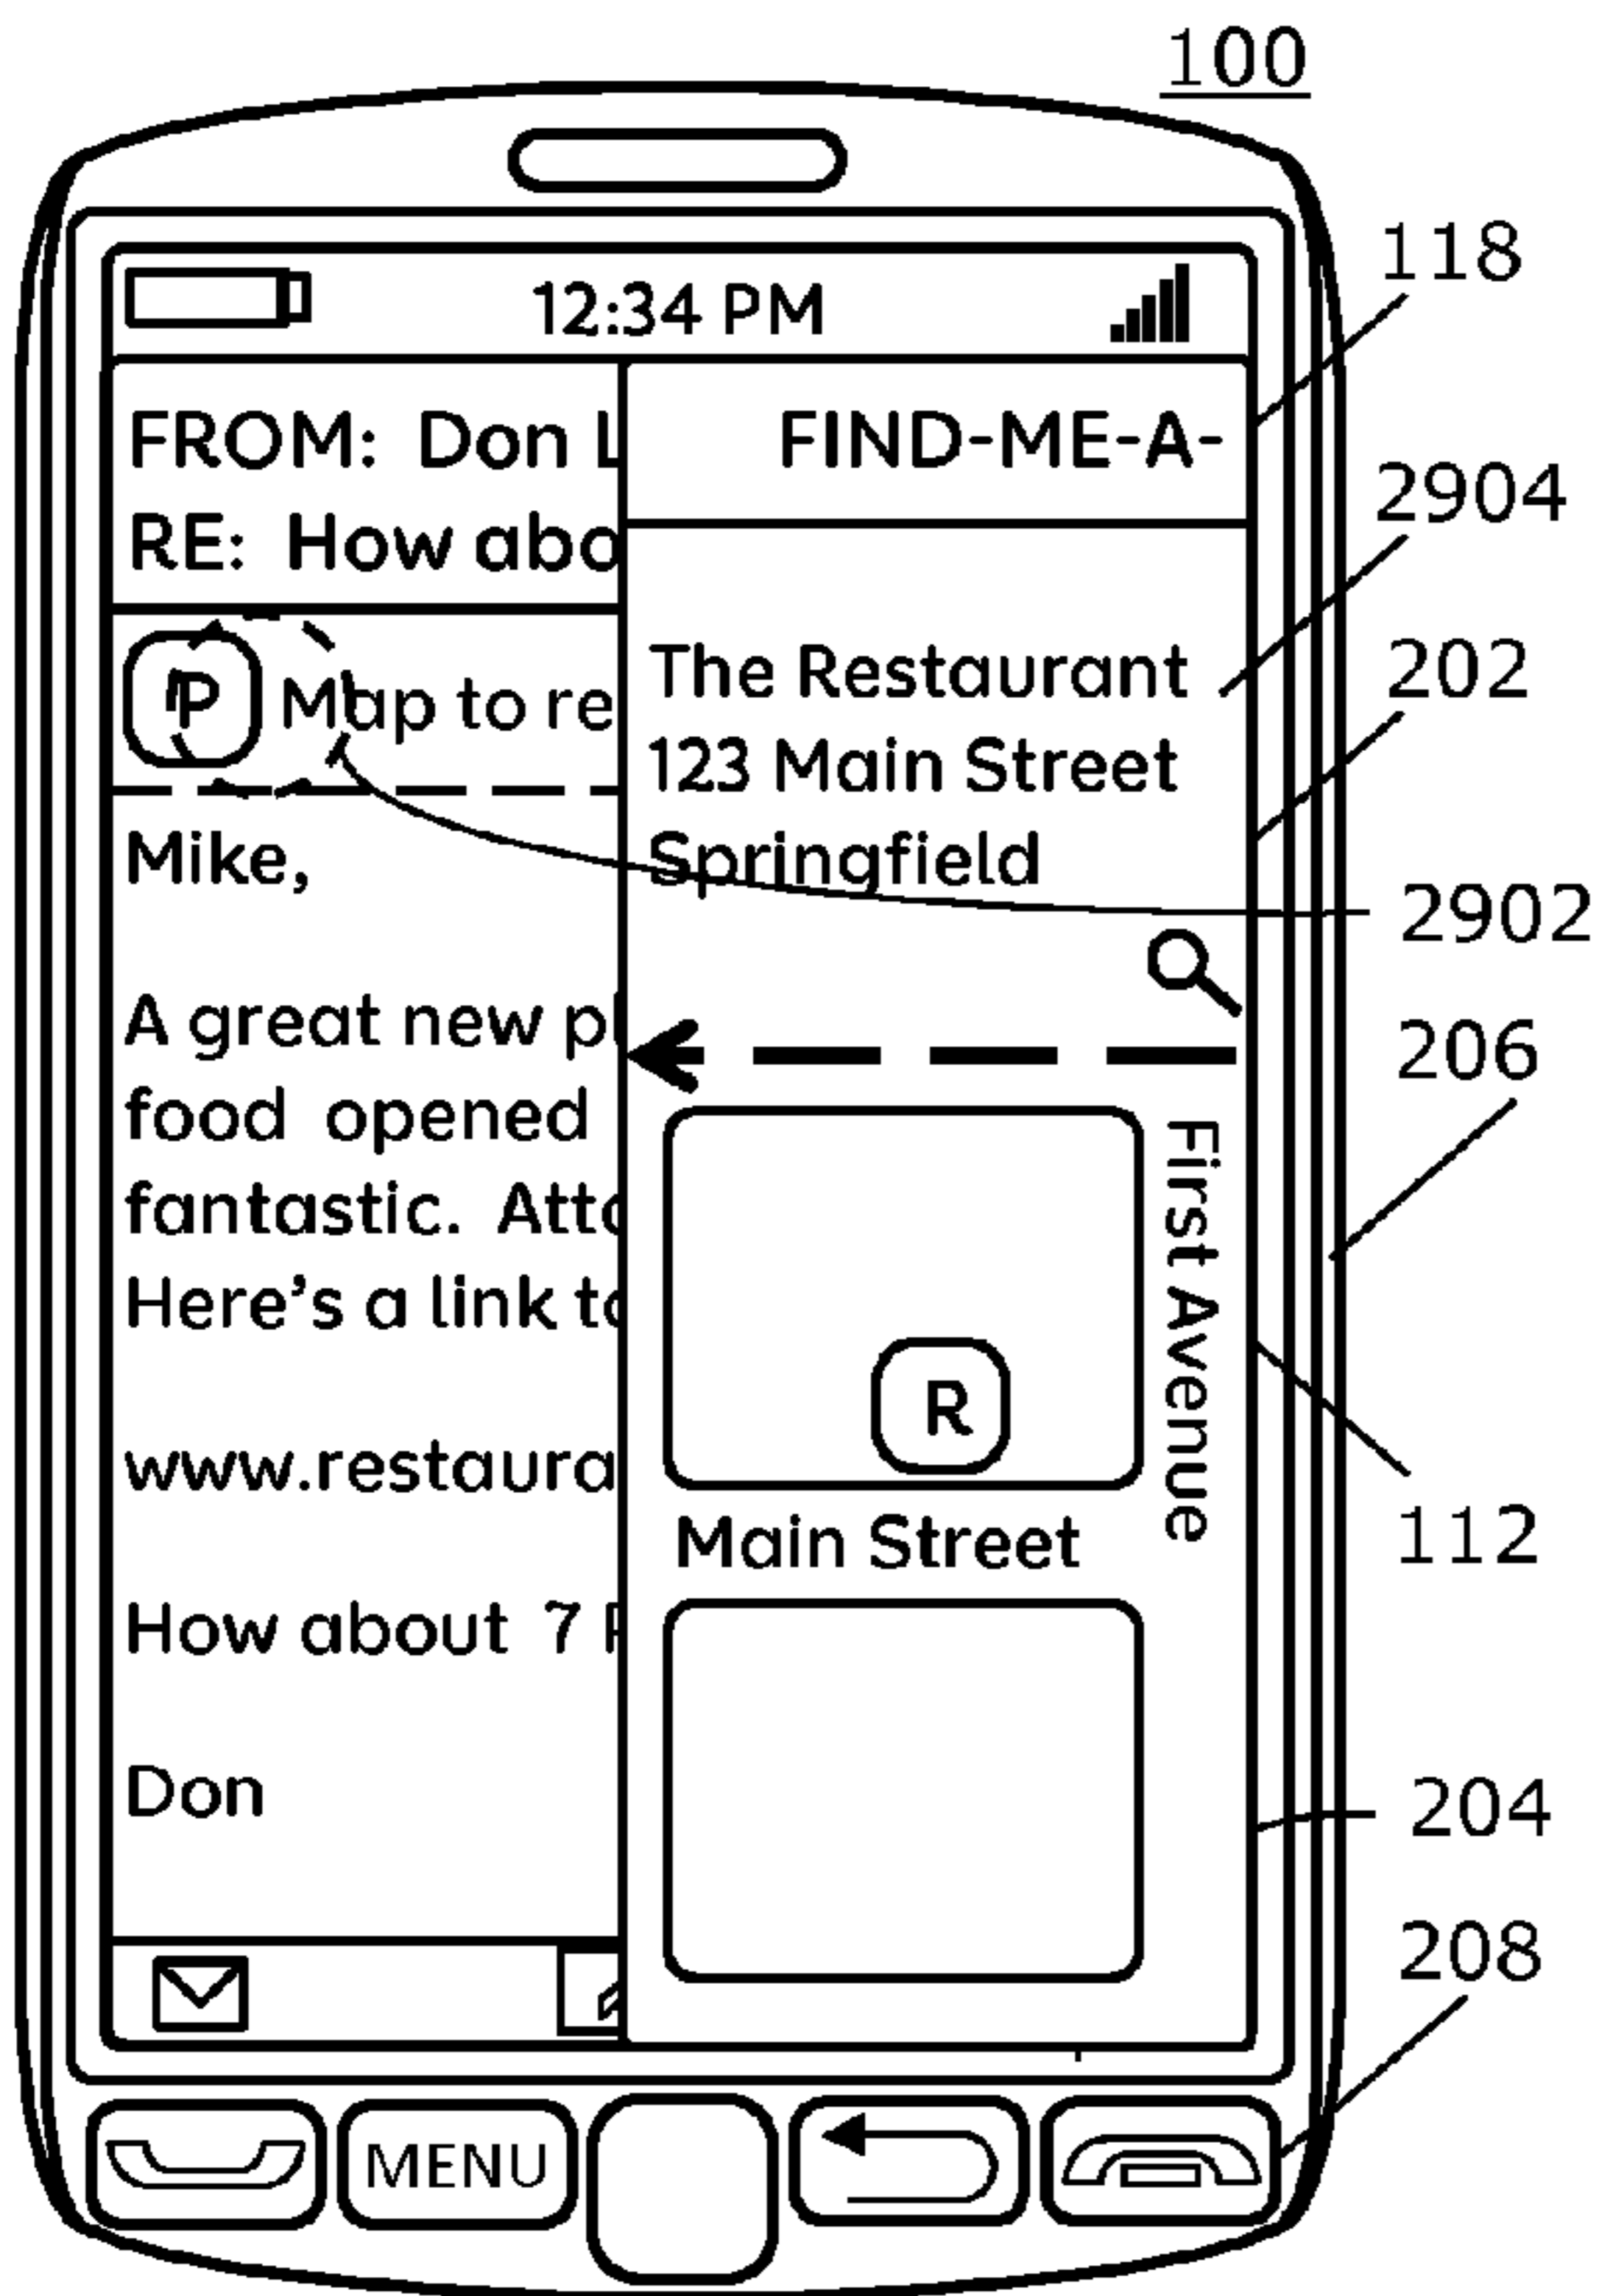 100
12:34 PM
FROM: Don L
RE: How abo
P Map to re
Mike,
A great new pl
food opened
fantastic. Atta
Here's a link to
www.restaura
How about 7 P
Don
FIND-ME-A-
The Restaurant
123 Main Street
Springfield
First Avenue
R
Main Street
MENU
118
2904
202
2902
206
112
204
208